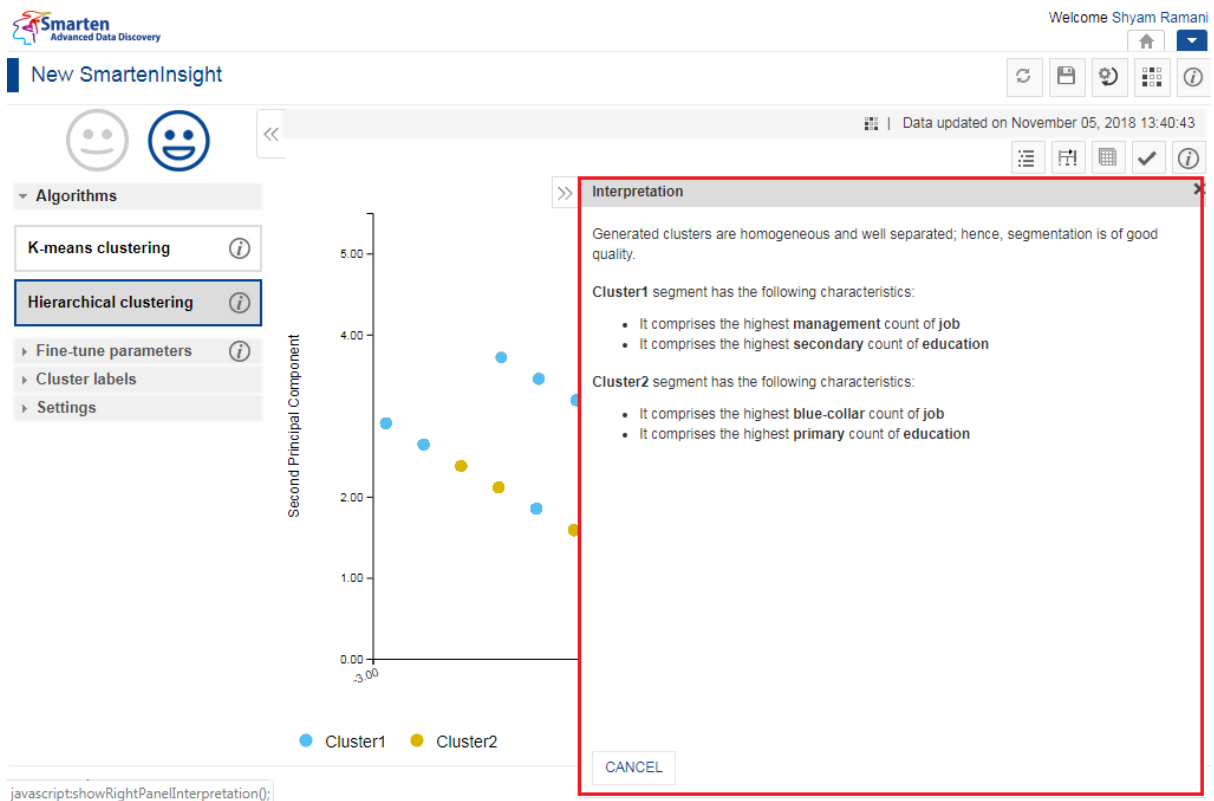 Smarten
Advanced Data Discovery
Welcome Shyam Ramani
New SmartenInsight
Data updated on November 05, 2018 13:40:43
Algorithms
K-means clustering
Hierarchical clustering
Fine-tune parameters
Cluster labels
Settings
Second Principal Component
5.00
4.00
2.00
1.00
0.00
-3.00
Cluster1
Cluster2
Interpretation
Generated clusters are homogeneous and well separated; hence, segmentation is of good
quality.
Cluster1 segment has the following characteristics:
• It comprises the highest management count of job
• It comprises the highest secondary count of education
Cluster2 segment has the following characteristics:
• It comprises the highest blue-collar count of job
• It comprises the highest primary count of education
CANCEL
javascript:showRightPanelInterpretation();